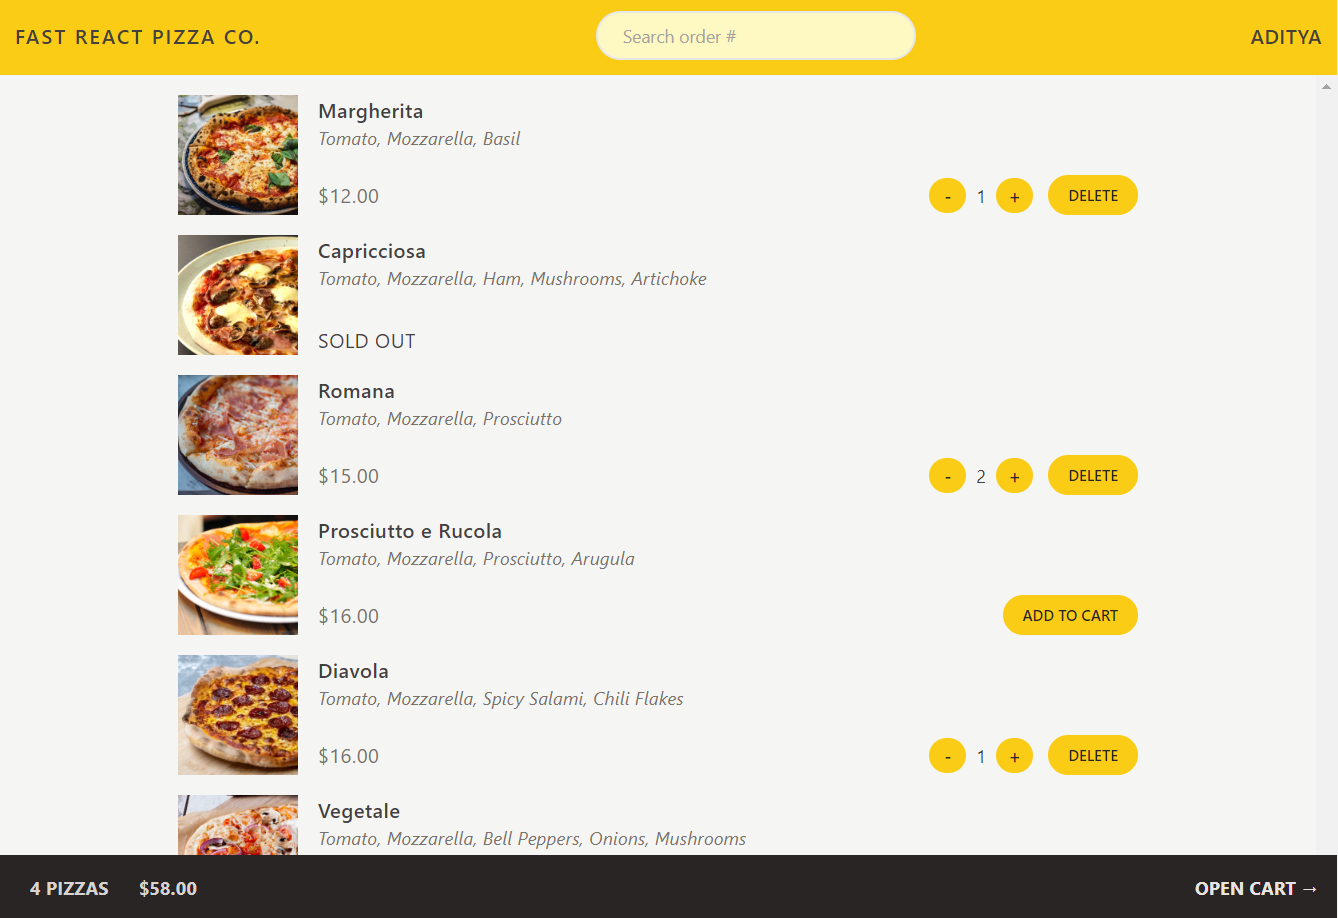 FAST REACT PIZZA CO.
Search order #
ADITYA
Margherita
Tomato, Mozzarella, Basil
$12.00
- 1 + DELETE
Capricciosa
Tomato, Mozzarella, Ham, Mushrooms, Artichoke
SOLD OUT
Romana
Tomato, Mozzarella, Prosciutto
$15.00
- 2 + DELETE
Prosciutto e Rucola
Tomato, Mozzarella, Prosciutto, Arugula
$16.00
ADD TO CART
Diavola
Tomato, Mozzarella, Spicy Salami, Chili Flakes
$16.00
- 1 + DELETE
Vegetale
Tomato, Mozzarella, Bell Peppers, Onions, Mushrooms
4 PIZZAS $58.00
OPEN CART →